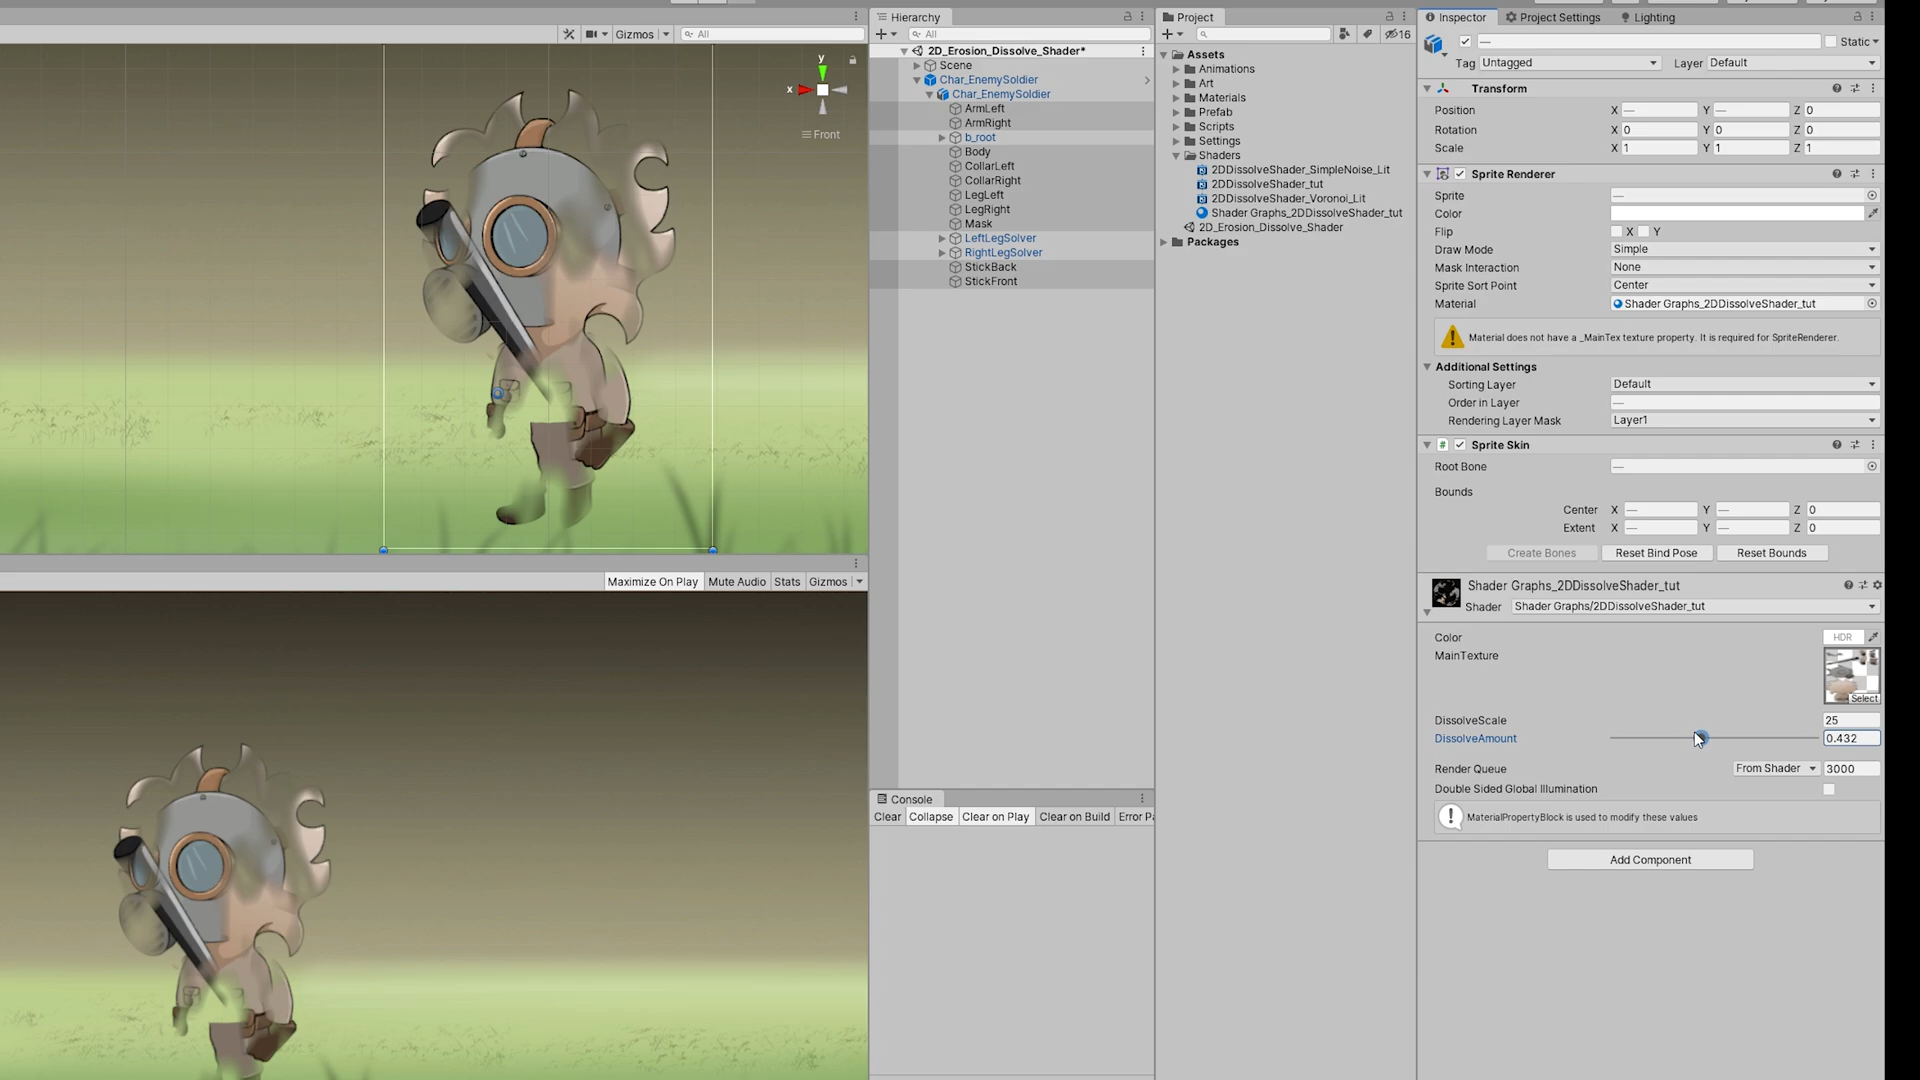 Gizmos
All
y
x
Front
Maximize On Play
Mute Audio
Stats
Gizmos
Hierarchy
All
2D_Erosion_Dissolve_Shader*
Scene
Char_EnemySoldier
Char_EnemySoldier
ArmLeft
ArmRight
b_root
Body
CollarLeft
CollarRight
LegLeft
LegRight
Mask
LeftLegSolver
RightLegSolver
StickBack
StickFront
Console
Clear
Collapse
Clear on Play
Clear on Build
Error Pa
Project
16
Assets
Animations
Art
Materials
Prefab
Scripts
Settings
Shaders
2DDissolveShader_SimpleNoise_Lit
2DDissolveShader_tut
2DDissolveShader_Voronoi_Lit
Shader Graphs_2DDissolveShader_tut
2D_Erosion_Dissolve_Shader
Packages
Inspector
Project Settings
Lighting
—
Static
Tag Untagged
Layer Default
Transform
Position X — Y — Z 0
Rotation X 0 Y 0 Z 0
Scale X 1 Y 1 Z 1
Sprite Renderer
Sprite —
Color
Flip X Y
Draw Mode Simple
Mask Interaction None
Sprite Sort Point Center
Material Shader Graphs_2DDissolveShader_tut
Material does not have a _MainTex texture property. It is required for SpriteRenderer.
Additional Settings
Sorting Layer Default
Order in Layer —
Rendering Layer Mask Layer1
# Sprite Skin
Root Bone —
Bounds
Center X — Y — Z 0
Extent X — Y — Z 0
Create Bones
Reset Bind Pose
Reset Bounds
Shader Graphs_2DDissolveShader_tut
Shader Shader Graphs/2DDissolveShader_tut
Color HDR
MainTexture
Select
DissolveScale 25
DissolveAmount 0.432
Render Queue From Shader 3000
Double Sided Global Illumination
MaterialPropertyBlock is used to modify these values
Add Component